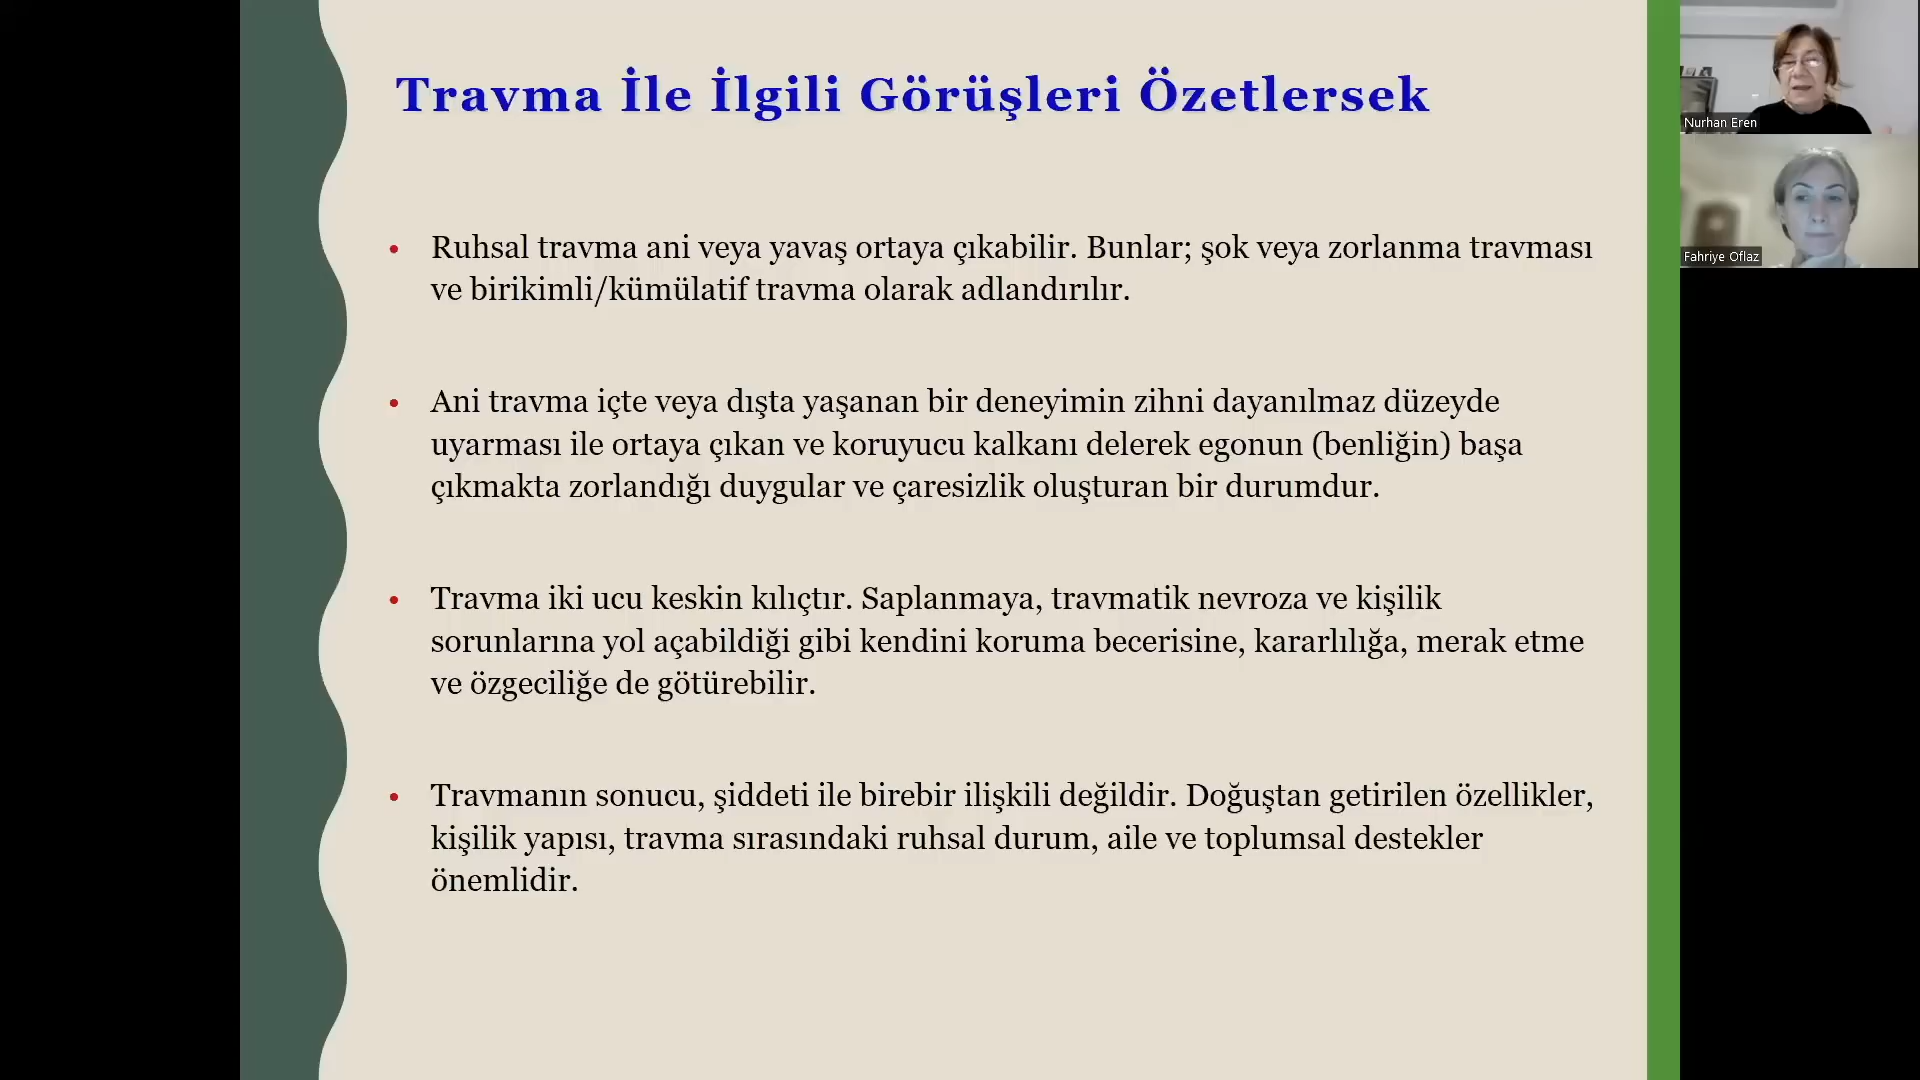 Travma İle İlgili Görüşleri Özetlersek
• Ruhsal travma ani veya yavaş ortaya çıkabilir. Bunlar; şok veya zorlanma travması
ve birikimli/kümülatif travma olarak adlandırılır.
• Ani travma içte veya dışta yaşanan bir deneyimin zihni dayanılmaz düzeyde
uyarması ile ortaya çıkan ve koruyucu kalkanı delerek egonun (benliğin) başa
çıkmakta zorlandığı duygular ve çaresizlik oluşturan bir durumdur.
• Travma iki ucu keskin kılıçtır. Saplanmaya, travmatik nevroza ve kişilik
sorunlarına yol açabildiği gibi kendini koruma becerisine, kararlılığa, merak etme
ve özgeciliğe de götürebilir.
• Travmanın sonucu, şiddeti ile birebir ilişkili değildir. Doğuştan getirilen özellikler,
kişilik yapısı, travma sırasındaki ruhsal durum, aile ve toplumsal destekler
önemlidir.
Nurhan Eren
Fahriye Oflaz